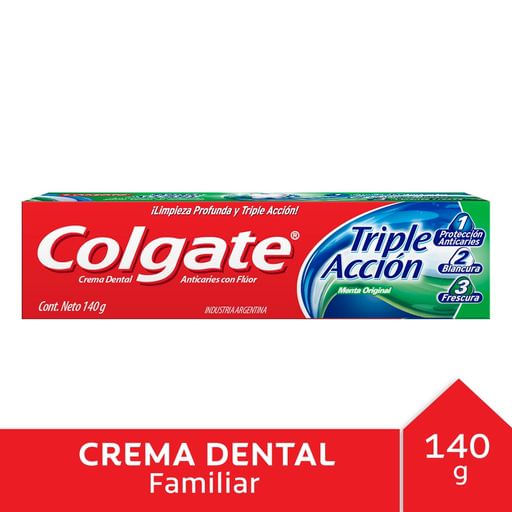 ¡Limpieza Profunda y Triple Acción!
Colgate®
Crema Dental
Anticaries con Flúor
Cont. Neto 140 g
INDUSTRIA ARGENTINA
Triple
Acción
Menta Original
1
Protección
Anticaries
2
Blancura
3
Frescura
CREMA DENTAL
Familiar
140
g